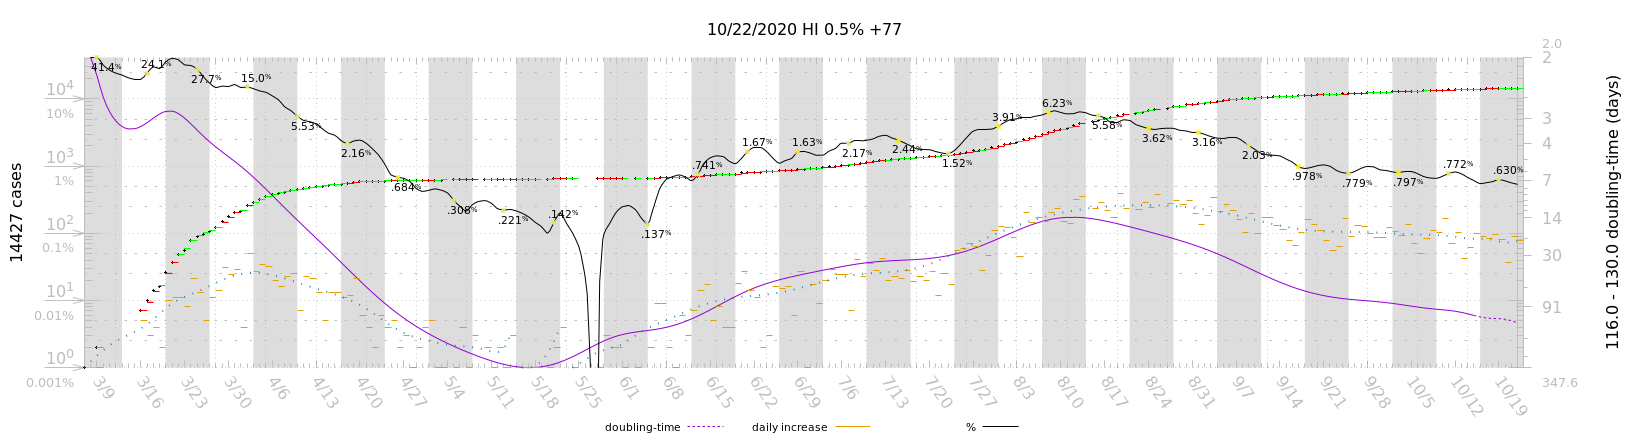 10/22/2020 HI 0.5% +77
2.0
10⁴ 10% 10³ 1% 10² 0.1% 10¹ 0.01% 10⁰ 0.001%
144227 cases
41.4% 24.1% 27.7% 15.0% 5.53% 2.16% .684% .308% .221% .142% .137% .741% 1.67% 1.63% 2.17% 2.44% 1.52% 3.91% 6.23% 5.58% 3.62% 3.16% 2.03% .978% .779% .797% .772% .630%
2 3 4 7 14 30 91 347.6
116.0 - 130.0 doubling-time (days)
3/9 3/16 3/23 3/30 4/6 4/13 4/20 4/27 5/4 5/11 5/18 5/25 6/1 6/8 6/15 6/22 6/29 7/6 7/13 7/20 7/27 8/3 8/10 8/17 8/24 8/31 9/7 9/14 9/21 9/28 10/5 10/12 10/19
doubling-time daily increase %